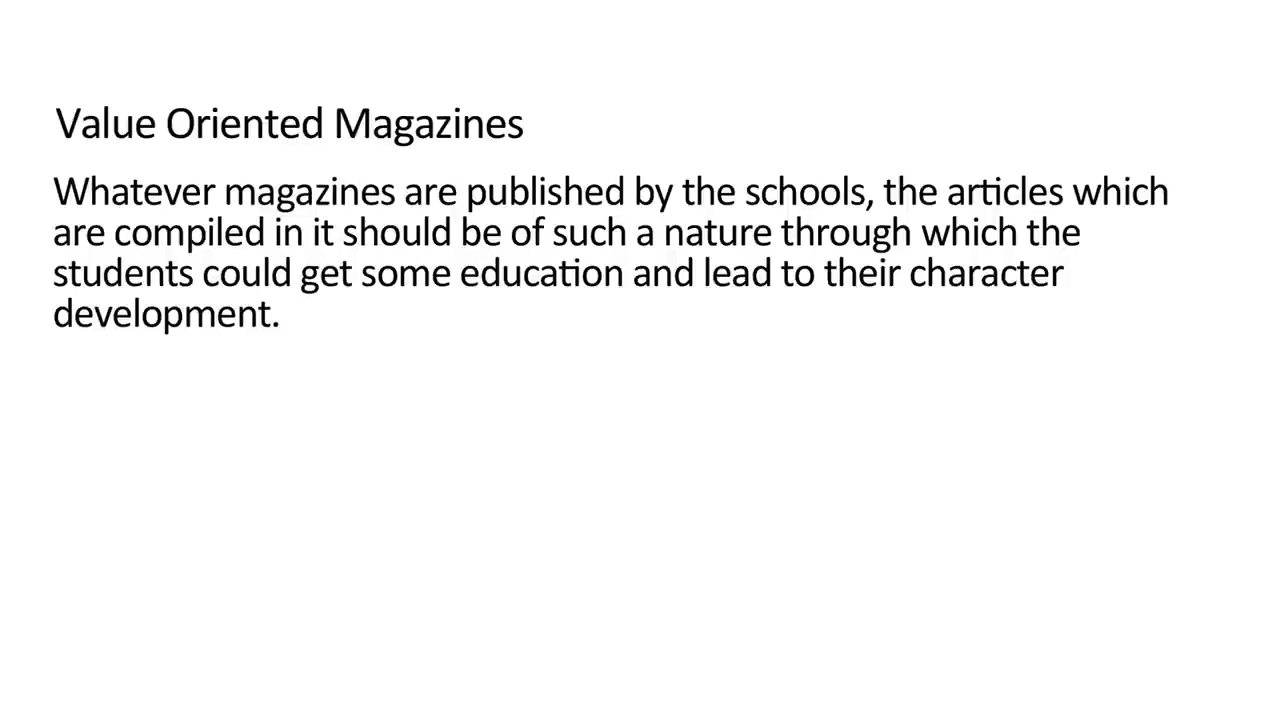 Value Oriented Magazines
Whatever magazines are published by the schools, the articles which
are compiled in it should be of such a nature through which the
students could get some education and lead to their character
development.